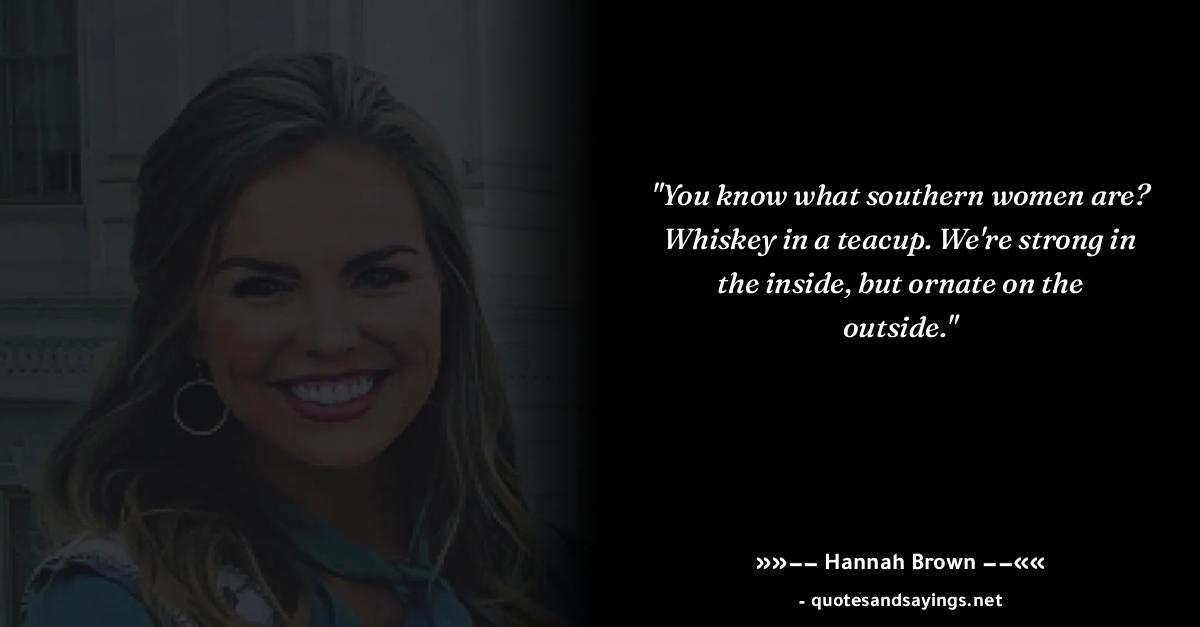 "You know what southern women are?
Whiskey in a teacup. We're strong in
the inside, but ornate on the
outside."
»»−− Hannah Brown −−««
- quotesandsayings.net